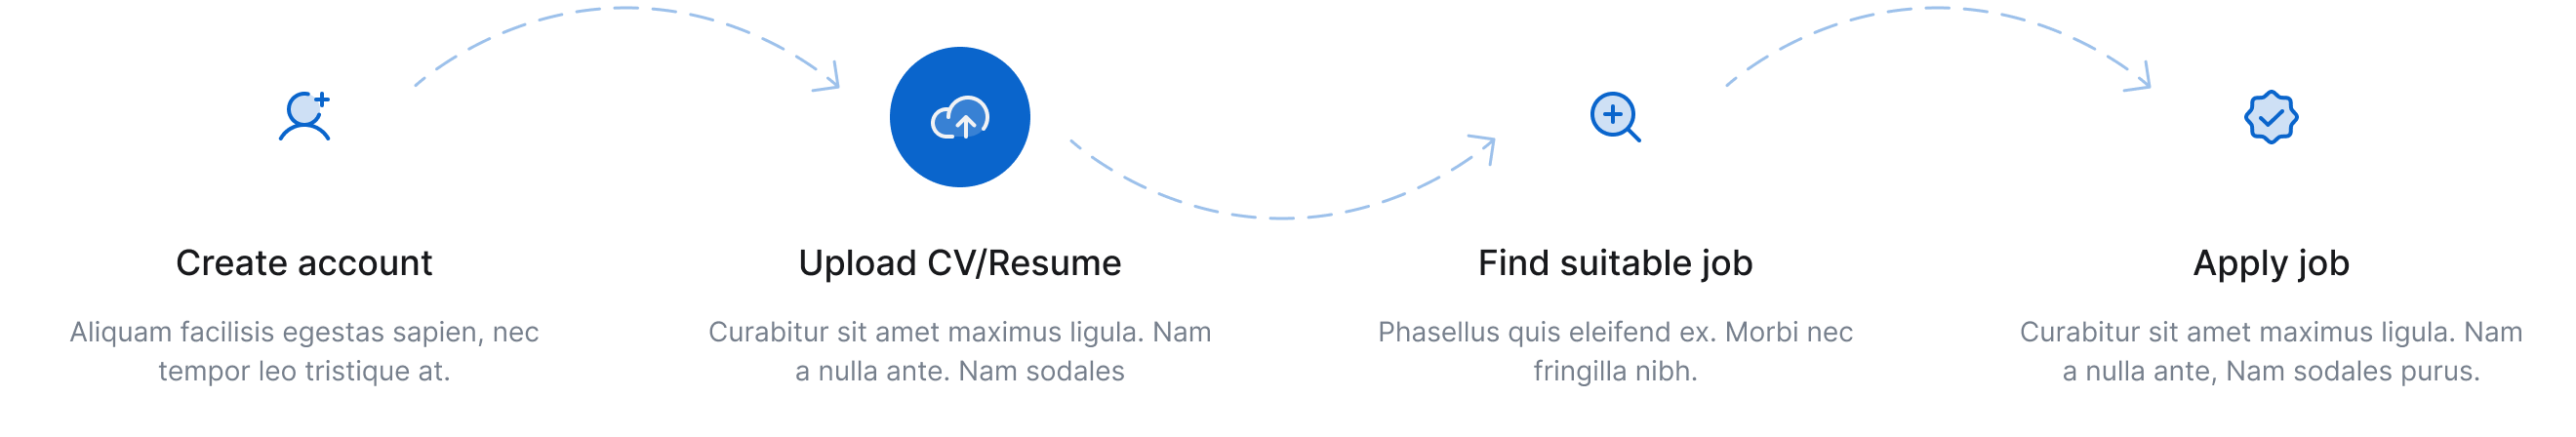 Create account
Aliquam facilisis egestas sapien, nec
tempor leo tristique at.
Upload CV/Resume
Curabitur sit amet maximus ligula. Nam
a nulla ante. Nam sodales
Find suitable job
Phasellus quis eleifend ex. Morbi nec
fringilla nibh.
Apply job
Curabitur sit amet maximus ligula. Nam
a nulla ante, Nam sodales purus.